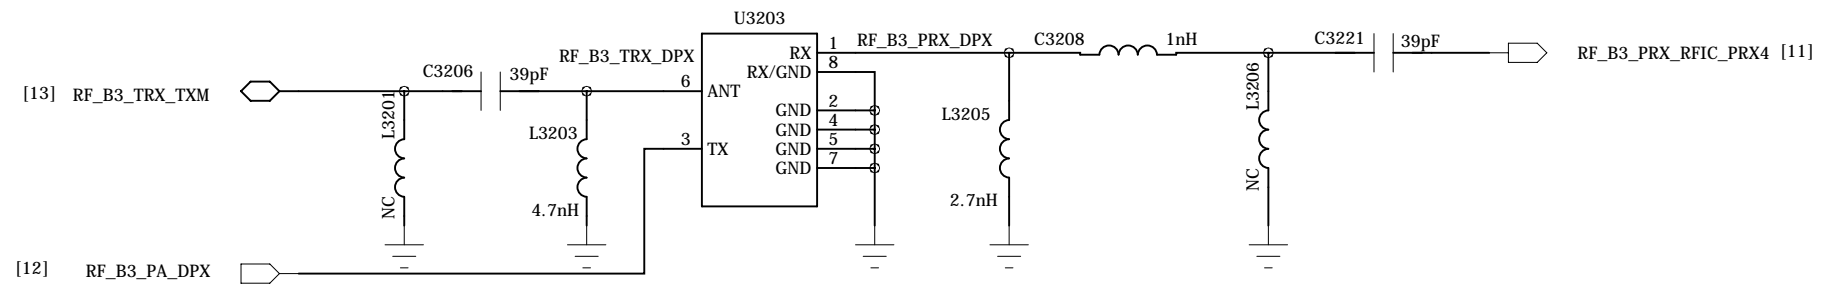 U3203
RF_B3_TRX_DPX
RX 1 RF_B3_PRX_DPX C3208 1nH C3221 39pF RF_B3_PRX_RFIC_PRX4 [11]
RX/GND 8
C3206 39pF 6 ANT
[13] RF_B3_TRX_TXM
L3201
NC
L3203
4.7nH
3 TX
GND 2
GND 4
GND 5
GND 7
L3205
2.7nH
L3206
NC
[12] RF_B3_PA_DPX